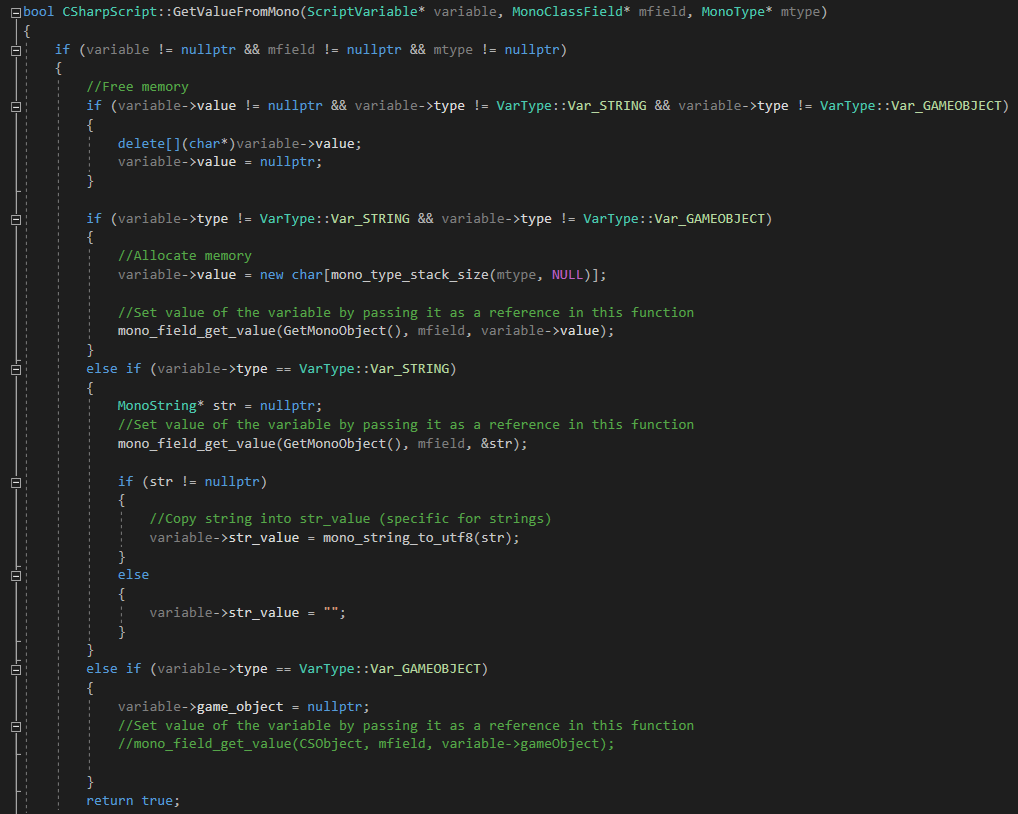 bool CSharpScript::GetValueFromMono(ScriptVariable* variable, MonoClassField* mfield, MonoType* mtype)
{
    if (variable != nullptr && mfield != nullptr && mtype != nullptr)
    {
        //Free memory
        if (variable->value != nullptr && variable->type != VarType::Var_STRING && variable->type != VarType::Var_GAMEOBJECT)
        {
            delete[](char*)variable->value;
            variable->value = nullptr;
        }

        if (variable->type != VarType::Var_STRING && variable->type != VarType::Var_GAMEOBJECT)
        {
            //Allocate memory
            variable->value = new char[mono_type_stack_size(mtype, NULL)];

            //Set value of the variable by passing it as a reference in this function
            mono_field_get_value(GetMonoObject(), mfield, variable->value);
        }
        else if (variable->type == VarType::Var_STRING)
        {
            MonoString* str = nullptr;
            //Set value of the variable by passing it as a reference in this function
            mono_field_get_value(GetMonoObject(), mfield, &str);

            if (str != nullptr)
            {
                //Copy string into str_value (specific for strings)
                variable->str_value = mono_string_to_utf8(str);
            }
            else
            {
                variable->str_value = "";
            }
        }
        else if (variable->type == VarType::Var_GAMEOBJECT)
        {
            variable->game_object = nullptr;
            //Set value of the variable by passing it as a reference in this function
            //mono_field_get_value(CSObject, mfield, variable->gameObject);

        }
        return true;